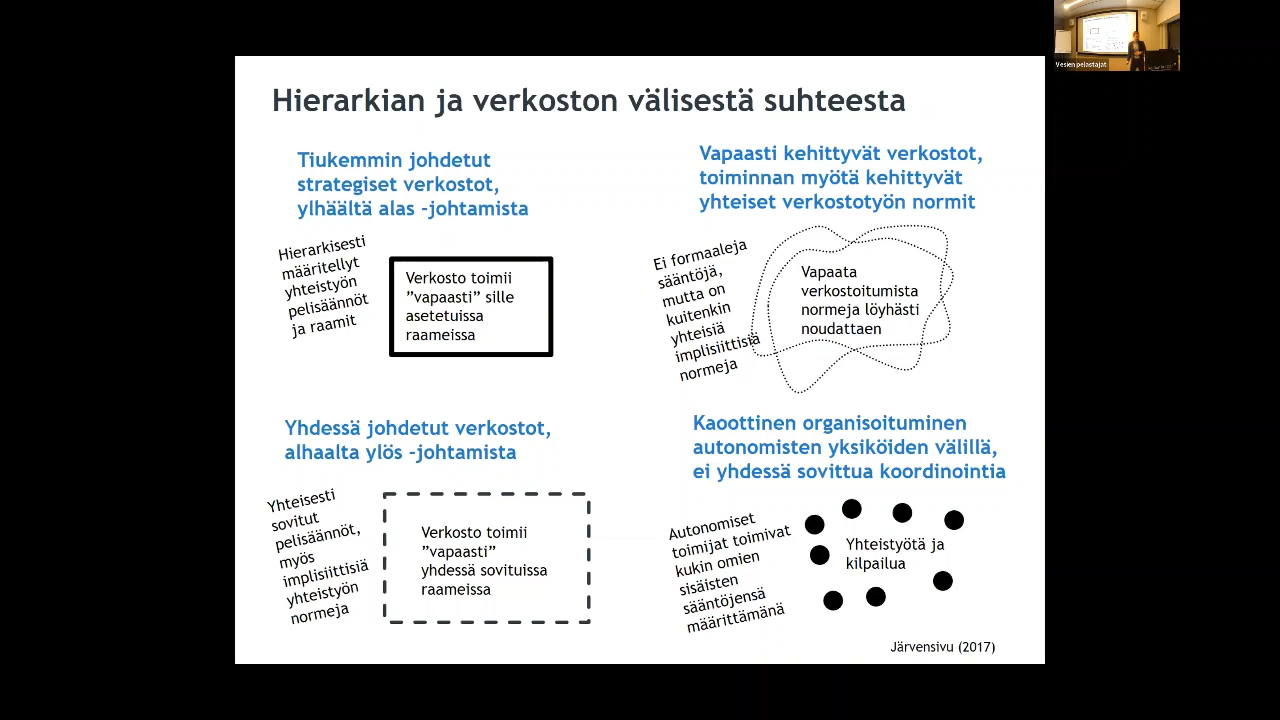 Hierarkian ja verkoston välisestä suhteesta
Tiukemmin johdetut
strategiset verkostot,
ylhäältä alas -johtamista
Hierarkisesti
määritellyt
yhteistyön
pelisäännöt
ja raamit
Verkosto toimii
”vapaasti” sille
asetetuissa
raameissa
Vapaasti kehittyvät verkostot,
toiminnan myötä kehittyvät
yhteiset verkostotyön normit
Ei formaaleja
sääntöjä,
mutta on
kuitenkin
yhteisiä
implisiittisiä
normeja
Vapaata
verkostoitumista
normeja löyhästi
noudattaen
Yhdessä johdetut verkostot,
alhaalta ylös -johtamista
Yhteisesti
sovitut
pelisäännöt,
myös
implisiittisiä
yhteistyön
normeja
Verkosto toimii
”vapaasti”
yhdessä sovituissa
raameissa
Kaoottinen organisoituminen
autonomisten yksiköiden välillä,
ei yhdessä sovittua koordinointia
Autonomiset
toimijat toimivat
kukin omien
sisäisten
sääntöjensä
määrittämänä
Yhteistyötä ja
kilpailua
Järvensivu (2017)
Vesien pelastajat